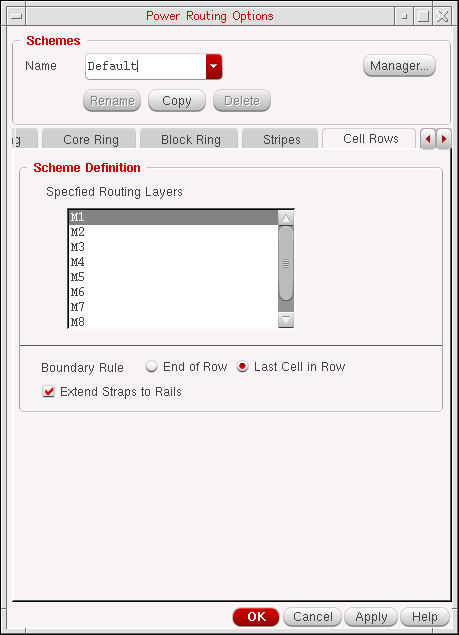 Power Routing Options
Schemes
Name Default Manager...
Rename Copy Delete
g Core Ring Block Ring Stripes Cell Rows
Scheme Definition
Specfied Routing Layers
M1
M2
M3
M4
M5
M6
M7
M8
Boundary Rule End of Row Last Cell in Row
Extend Straps to Rails
OK Cancel Apply Help